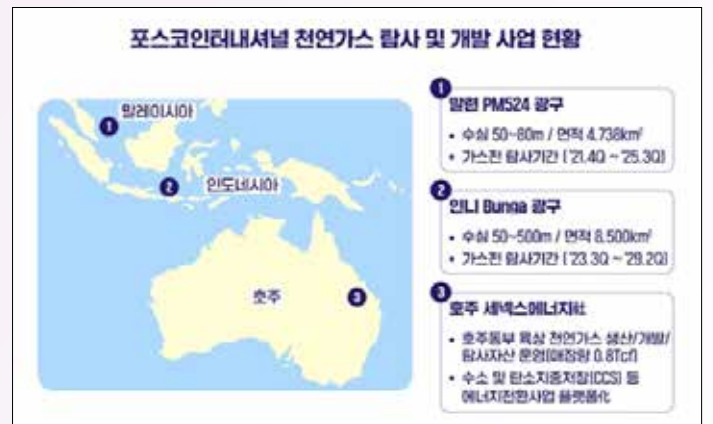 포스코인터내셔널 천연가스 탐사 및 개발 사업 현황
말레이시아
1
2
인도네시아
호주
3
1
말련 PM524 광구
• 수심 50~80m / 면적 4,738km²
• 가스전 탐사기간 ('21.4Q ~ '25.3Q)
2
인니 Bunga 광구
• 수심 50~500m / 면적 8,500km²
• 가스전 탐사기간 ('23.3Q ~ '29.2Q)
3
호주 세넥스에너지社
• 호주동부 육상 천연가스 생산/개발/
탐사자산 운영(매장량 0.8Tcf)
• 수소 및 탄소지중저장(CCS) 등
에너지전환사업 플랫폼化